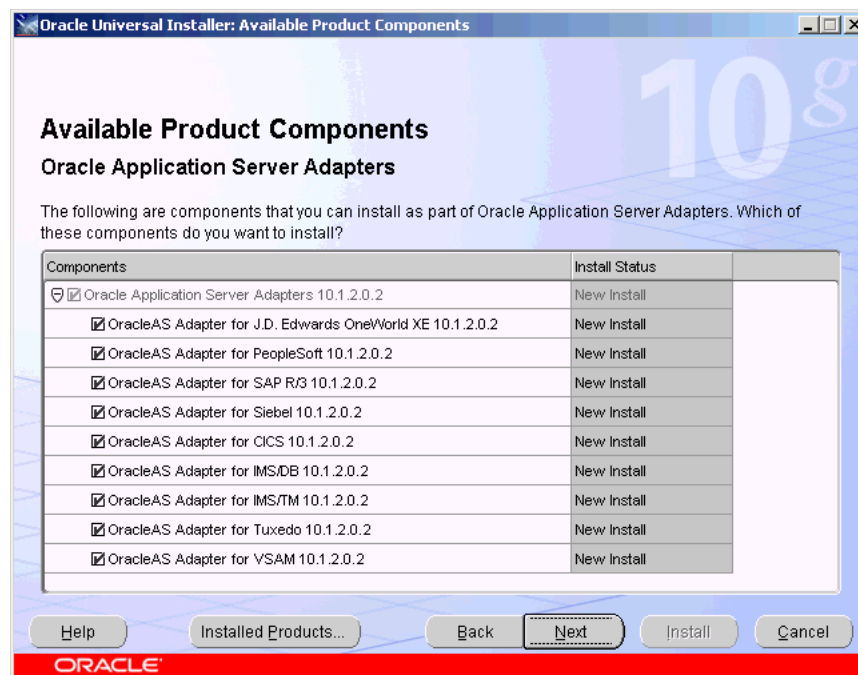 Oracle Universal Installer: Available Product Components
10g
Available Product Components
Oracle Application Server Adapters
The following are components that you can install as part of Oracle Application Server Adapters. Which of
these components do you want to install?
Components Install Status
Oracle Application Server Adapters 10.1.2.0.2 New Install
OracleAS Adapter for J.D. Edwards OneWorld XE 10.1.2.0.2 New Install
OracleAS Adapter for PeopleSoft 10.1.2.0.2 New Install
OracleAS Adapter for SAP R/3 10.1.2.0.2 New Install
OracleAS Adapter for Siebel 10.1.2.0.2 New Install
OracleAS Adapter for CICS 10.1.2.0.2 New Install
OracleAS Adapter for IMS/DB 10.1.2.0.2 New Install
OracleAS Adapter for IMS/TM 10.1.2.0.2 New Install
OracleAS Adapter for Tuxedo 10.1.2.0.2 New Install
OracleAS Adapter for VSAM 10.1.2.0.2 New Install
Help Installed Products... Back Next Install Cancel
ORACLE